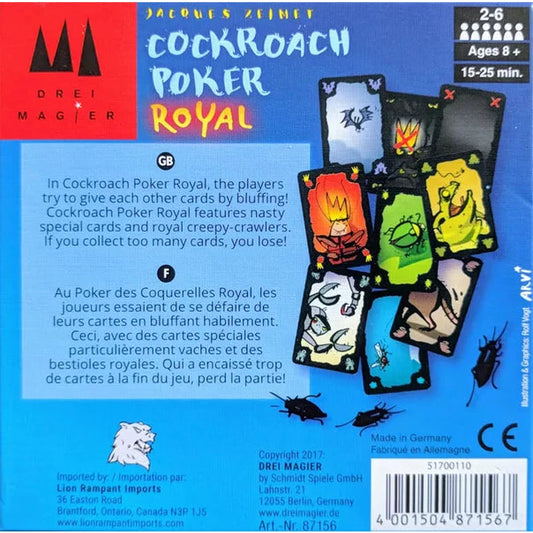 JACQUES ZEIMET
COCKROACH
POKER
ROYAL
DREI
MAGIER
2-6
Ages 8 +
15-25 min.
GB
In Cockroach Poker Royal, the players
try to give each other cards by bluffing!
Cockroach Poker Royal features nasty
special cards and royal creepy-crawlers.
If you collect too many cards, you lose!
F
Au Poker des Coquerelles Royal, les
joueurs essaient de se défaire de
leurs cartes en bluffant habilement.
Ceci, avec des cartes spéciales
particulièrement vaches et des
bestioles royales. Qui a encaissé trop
de cartes à la fin du jeu, perd la partie!
Illustration & Graphics: Rolf Vogt
ARVI
Imported by: / Importation par:
Lion Rampant Imports
36 Easton Road
Brantford, Ontario, Canada N3P 1J5
www.lionrampantimports.com
Copyright 2017:
DREI MAGIER
by Schmidt Spiele GmbH
Lahnstr. 21
12055 Berlin, Germany
www.dreimagier.de
Art.-Nr. 87156
Made in Germany
Fabriqué en Allemagne
CE
51700110
4 001504 871567